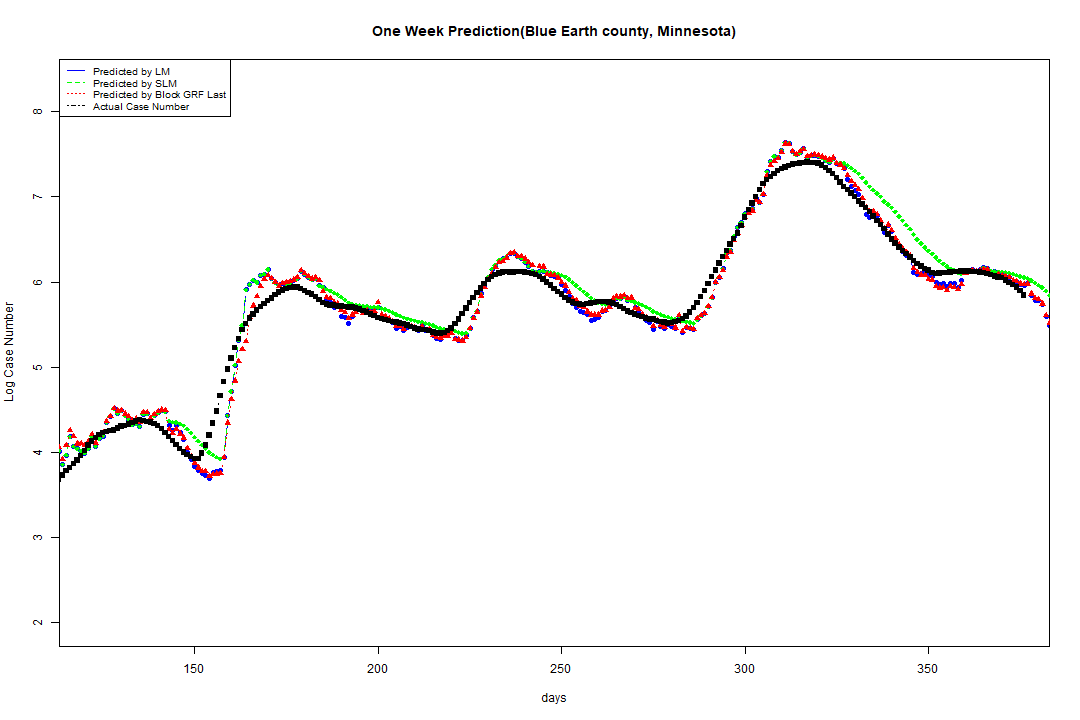 One Week Prediction(Blue Earth county, Minnesota)
Predicted by LM
Predicted by SLM
Predicted by Block GRF Last
Actual Case Number
8
7
6
5
4
3
2
Log Case Number
150 200 250 300 350
days